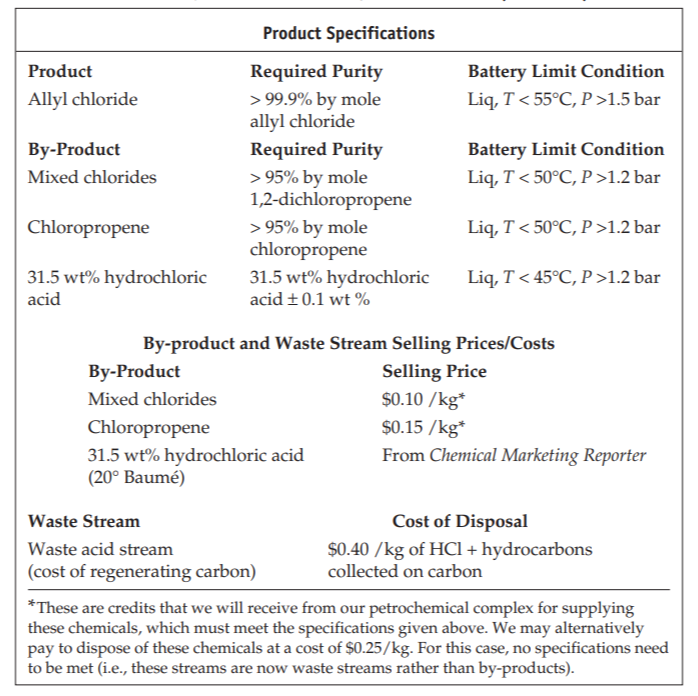 Product Specifications
Product Required Purity Battery Limit Condition
Allyl chloride > 99.9% by mole Liq, T < 55°C, P >1.5 bar
allyl chloride
By-Product Required Purity Battery Limit Condition
Mixed chlorides > 95% by mole Liq, T < 50°C, P >1.2 bar
1,2-dichloropropene
Chloropropene > 95% by mole Liq, T < 50°C, P >1.2 bar
chloropropene
31.5 wt% hydrochloric 31.5 wt% hydrochloric Liq, T < 45°C, P >1.2 bar
acid acid ± 0.1 wt %
By-product and Waste Stream Selling Prices/Costs
By-Product Selling Price
Mixed chlorides $0.10 /kg*
Chloropropene $0.15 /kg*
31.5 wt% hydrochloric acid From Chemical Marketing Reporter
(20° Baumé)
Waste Stream Cost of Disposal
Waste acid stream $0.40 /kg of HCl + hydrocarbons
(cost of regenerating carbon) collected on carbon
*These are credits that we will receive from our petrochemical complex for supplying
these chemicals, which must meet the specifications given above. We may alternatively
pay to dispose of these chemicals at a cost of $0.25/kg. For this case, no specifications need
to be met (i.e., these streams are now waste streams rather than by-products).